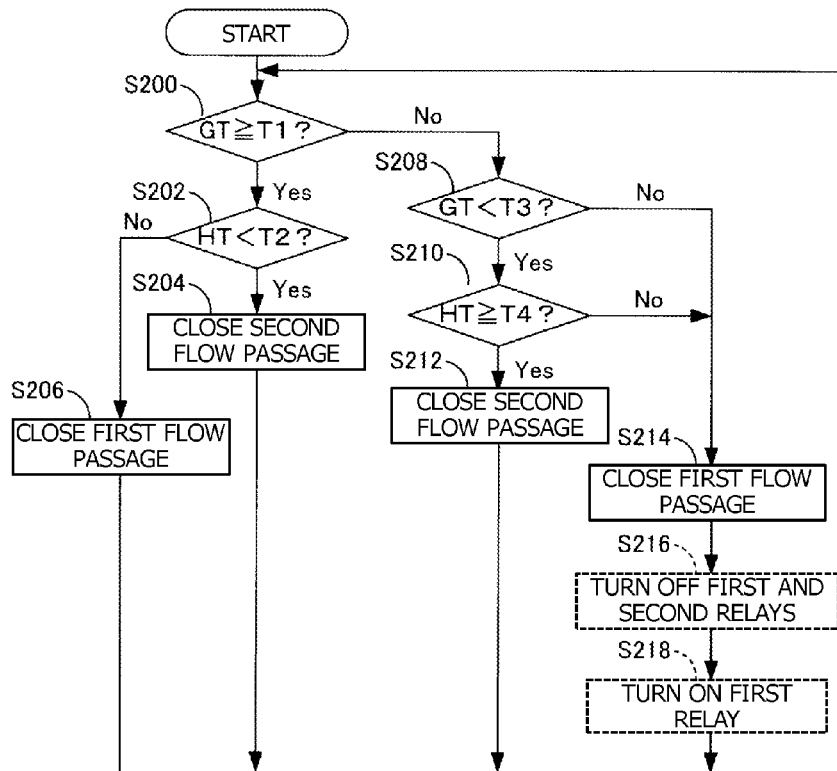 START
S200
GT≧T1?
No
Yes
S202
HT<T2?
No
Yes
S204
CLOSE SECOND
FLOW PASSAGE
S206
CLOSE FIRST FLOW
PASSAGE
S208
GT<T3?
No
Yes
S210
HT≧T4?
No
Yes
S212
CLOSE SECOND
FLOW PASSAGE
S214
CLOSE FIRST FLOW
PASSAGE
S216
TURN OFF FIRST AND
SECOND RELAYS
S218
TURN ON FIRST
RELAY